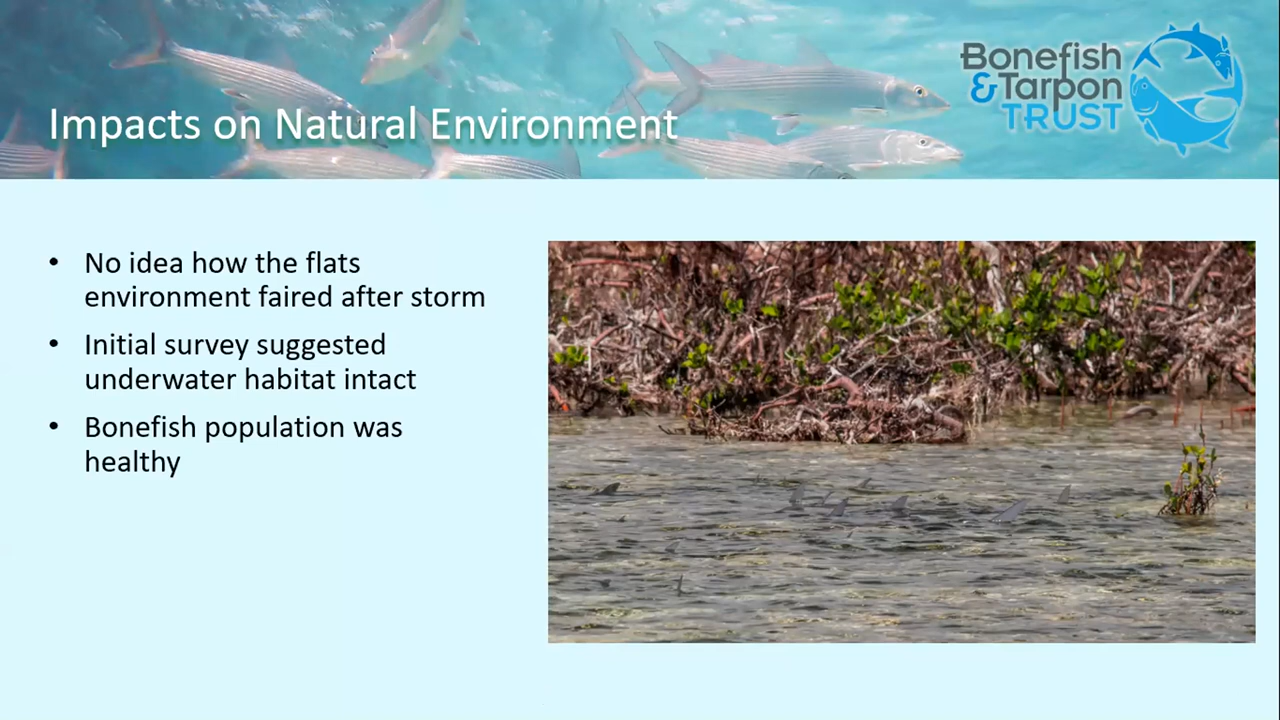 Impacts on Natural Environment
Bonefish
& Tarpon
TRUST
• No idea how the flats
environment faired after storm
• Initial survey suggested
underwater habitat intact
• Bonefish population was
healthy